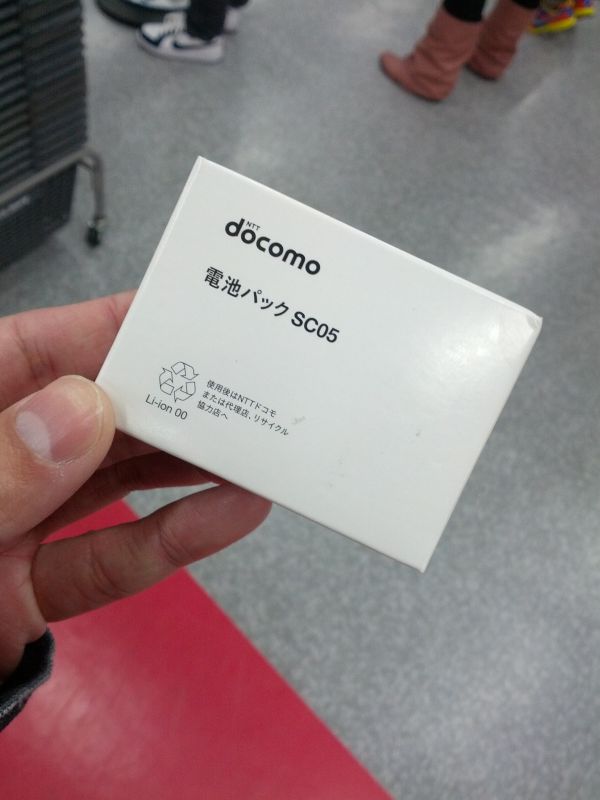 NTT
docomo
電池パック SC05
Li-ion 00
使用後はNTTドコモ
または代理店、リサイクル
協力店へ